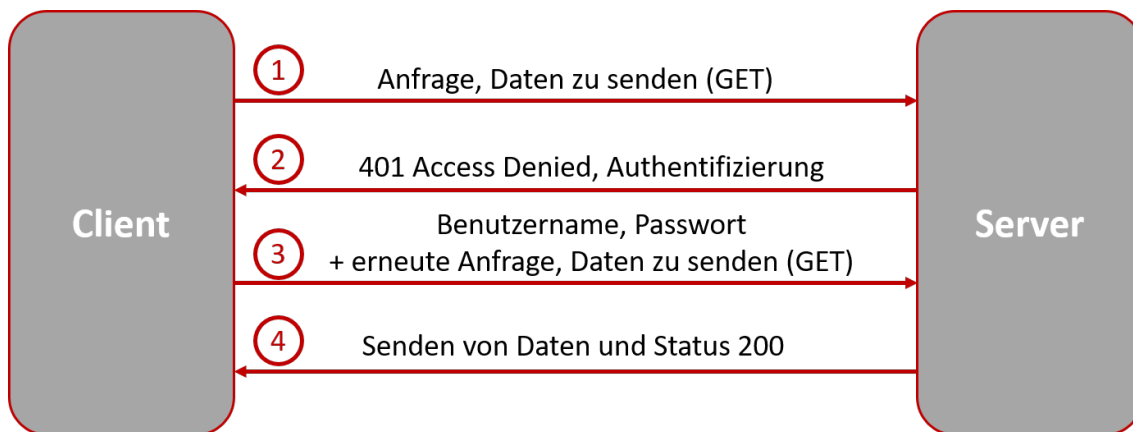 1
Anfrage, Daten zu senden (GET)
2
401 Access Denied, Authentifizierung
Client
Server
Benutzername, Passwort
3
+ erneute Anfrage, Daten zu senden (GET)
4
Senden von Daten und Status 200